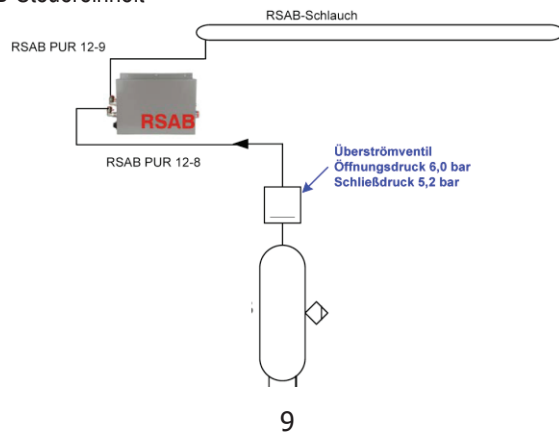 RSAB-Schlauch
RSAB PUR 12-9
RSAB
RSAB PUR 12-8
Überströmventil
Öffnungsdruck 6,0 bar
Schließdruck 5,2 bar
9